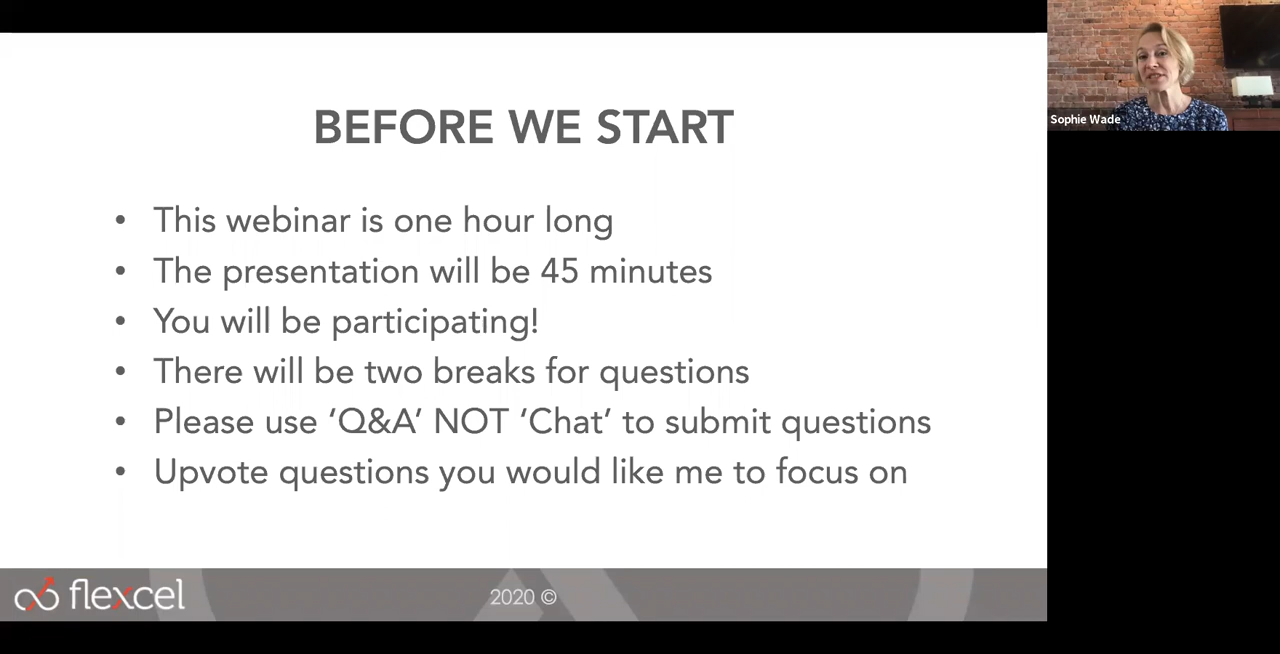 BEFORE WE START
• This webinar is one hour long
• The presentation will be 45 minutes
• You will be participating!
• There will be two breaks for questions
• Please use ‘Q&A’ NOT ‘Chat’ to submit questions
• Upvote questions you would like me to focus on
flexcel
2020 ©
Sophie Wade